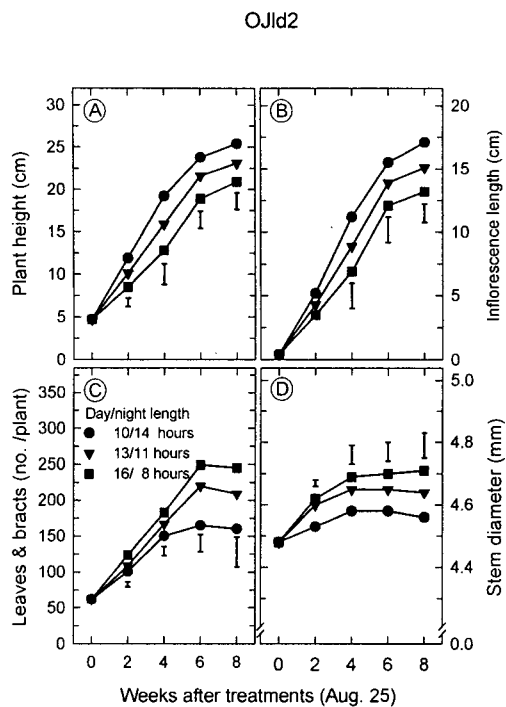 OJld2
A
B
C
D
Plant height (cm)
30
25
20
15
10
5
0
Inflorescence length (cm)
20
15
10
5
0
Leaves & bracts (no. /plant)
350
300
250
200
150
100
50
0
Day/night length
10/14 hours
13/11 hours
16/ 8 hours
Stem diameter (mm)
5.0
4.8
4.6
4.4
0.0
0 2 4 6 8
0 2 4 6 8
Weeks after treatments (Aug. 25)